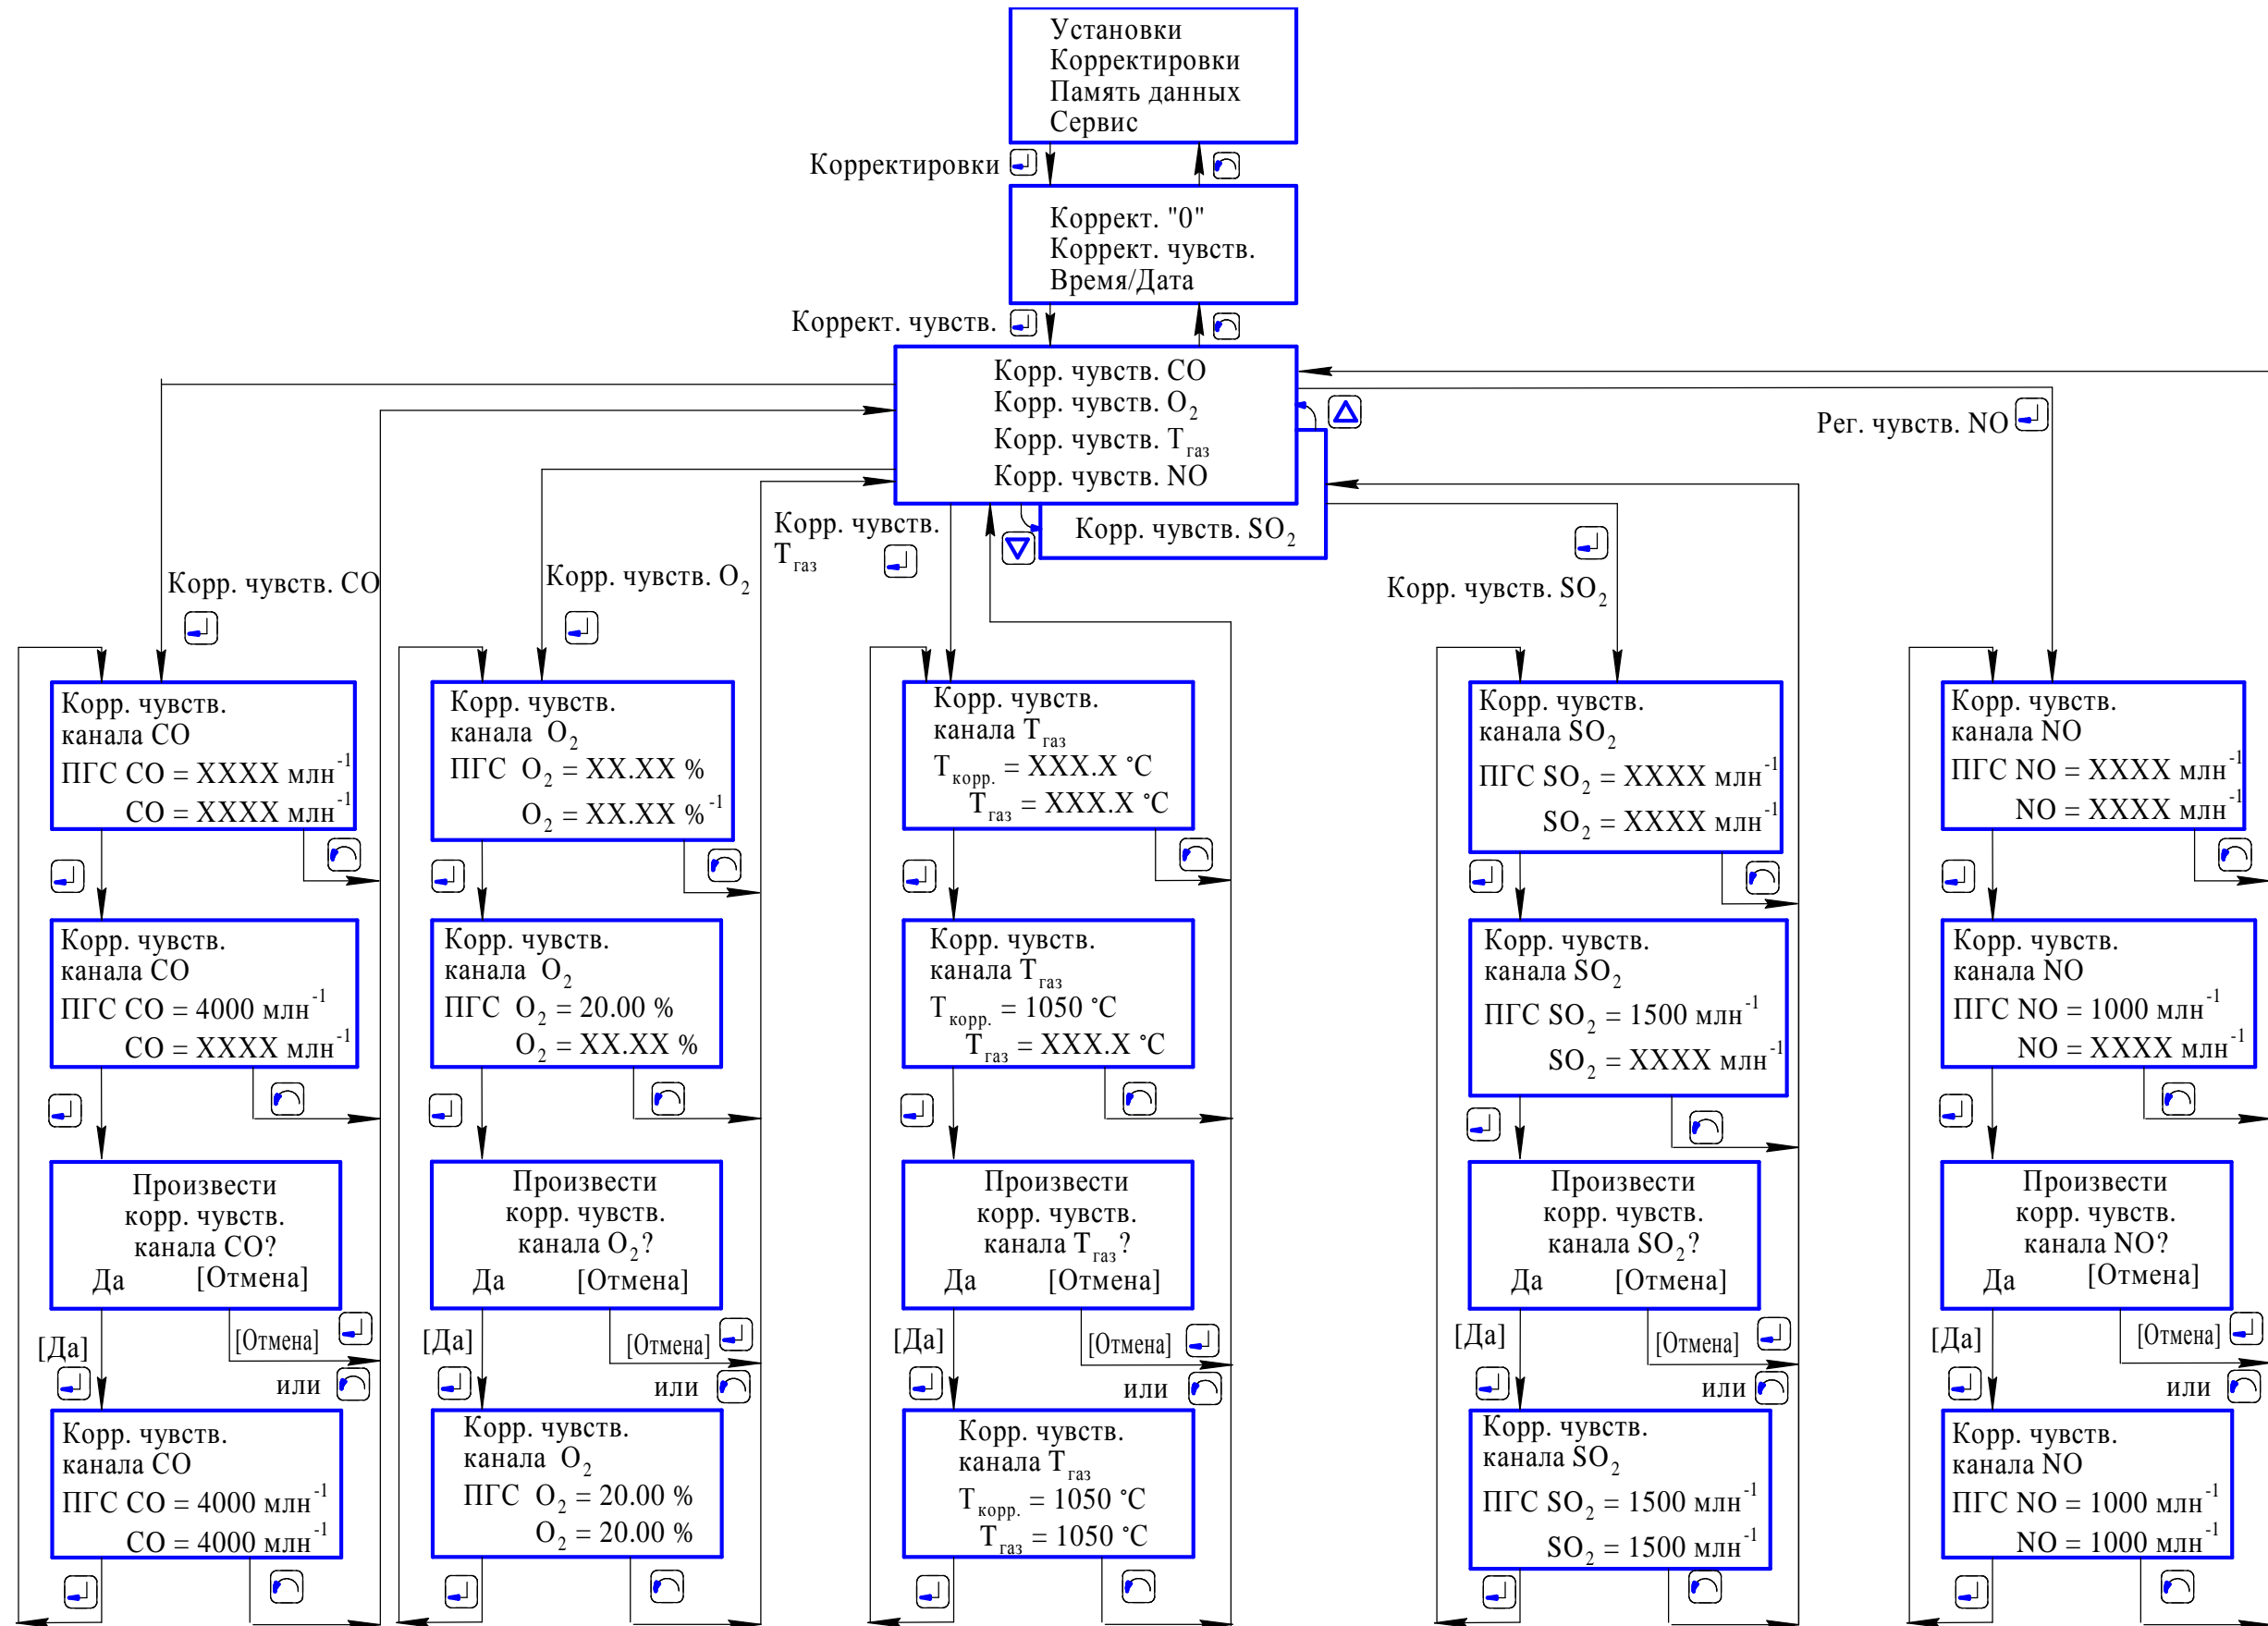 Установки
Корректировки
Память данных
Сервис
Корректировки
Коррект. "0"
Коррект. чувств.
Время/Дата
Коррект. чувств.
Корр. чувств. CO
Корр. чувств. O₂
Корр. чувств. T газ
Корр. чувств. NO
Корр. чувств. SO₂
Рег. чувств. NO
Корр. чувств.
T газ
Корр. чувств. CO
Корр. чувств. O₂
Корр. чувств. SO₂
Корр. чувств.
канала CO
ПГС CO = XXXX млн⁻¹
CO = XXXX млн⁻¹
Корр. чувств.
канала CO
ПГС CO = 4000 млн⁻¹
CO = XXXX млн⁻¹
Произвести
корр. чувств.
канала CO?
Да [Отмена]
[Да] [Отмена]
или
Корр. чувств.
канала CO
ПГС CO = 4000 млн⁻¹
CO = 4000 млн⁻¹
Корр. чувств.
канала O₂
ПГС O₂ = XX.XX %
O₂ = XX.XX %⁻¹
Корр. чувств.
канала O₂
ПГС O₂ = 20.00 %
O₂ = XX.XX %
Произвести
корр. чувств.
канала O₂?
Да [Отмена]
[Да] [Отмена]
или
Корр. чувств.
канала O₂
ПГС O₂ = 20.00 %
O₂ = 20.00 %
Корр. чувств.
канала T газ
T корр. = XXX.X °C
T газ = XXX.X °C
Корр. чувств.
канала T газ
T корр. = 1050 °C
T газ = XXX.X °C
Произвести
корр. чувств.
канала T газ?
Да [Отмена]
[Да] [Отмена]
или
Корр. чувств.
канала T газ
T корр. = 1050 °C
T газ = 1050 °C
Корр. чувств.
канала SO₂
ПГС SO₂ = XXXX млн⁻¹
SO₂ = XXXX млн⁻¹
Корр. чувств.
канала SO₂
ПГС SO₂ = 1500 млн⁻¹
SO₂ = XXXX млн⁻¹
Произвести
корр. чувств.
канала SO₂?
Да [Отмена]
[Да] [Отмена]
или
Корр. чувств.
канала SO₂
ПГС SO₂ = 1500 млн⁻¹
SO₂ = 1500 млн⁻¹
Корр. чувств.
канала NO
ПГС NO = XXXX млн⁻¹
NO = XXXX млн⁻¹
Корр. чувств.
канала NO
ПГС NO = 1000 млн⁻¹
NO = XXXX млн⁻¹
Произвести
корр. чувств.
канала NO?
Да [Отмена]
[Да] [Отмена]
или
Корр. чувств.
канала NO
ПГС NO = 1000 млн⁻¹
NO = 1000 млн⁻¹